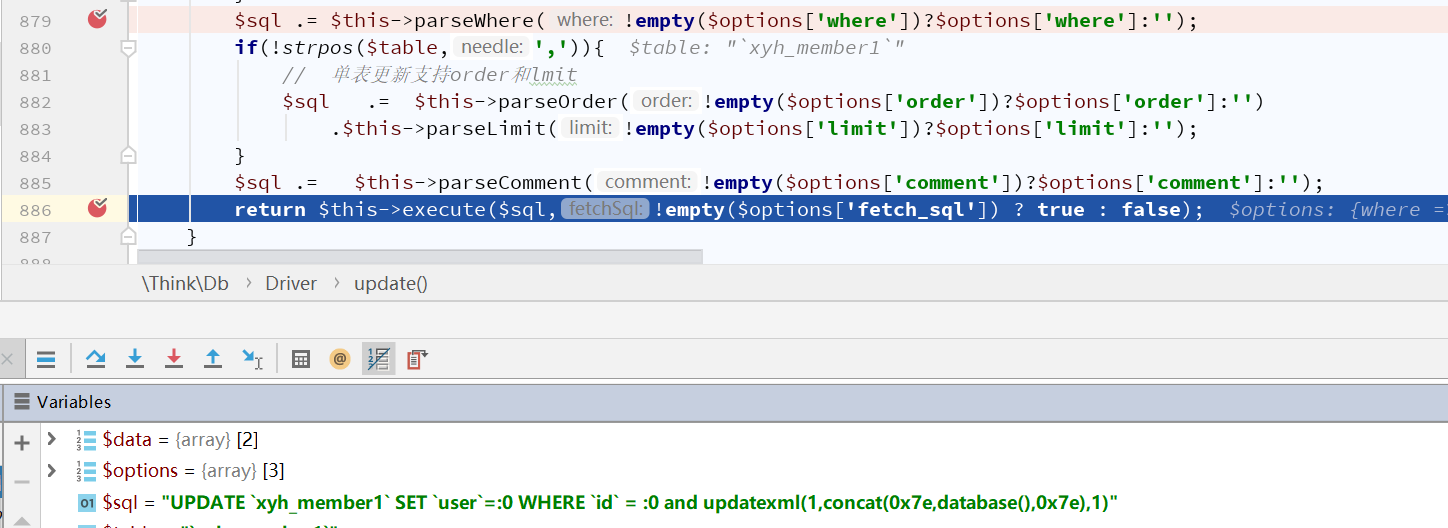 879 $sql .= $this->parseWhere( where: !empty($options['where'])?$options['where']:'');
880 if(!strpos($table, needle: ',')){ $table: "`xyh_member1`"
881 // 单表更新支持order和lmit
882 $sql .= $this->parseOrder( order: !empty($options['order'])?$options['order']:'')
883 .$this->parseLimit( limit: !empty($options['limit'])?$options['limit']:'');
884 }
885 $sql .= $this->parseComment( comment: !empty($options['comment'])?$options['comment']:'');
886 return $this->execute($sql, fetchSql: !empty($options['fetch_sql']) ? true : false); $options: {where =
887 }
\Think\Db › Driver › update()
Variables
$data = {array} [2]
$options = {array} [3]
$sql = "UPDATE `xyh_member1` SET `user`=:0 WHERE `id` = :0 and updatexml(1,concat(0x7e,database(),0x7e),1)"